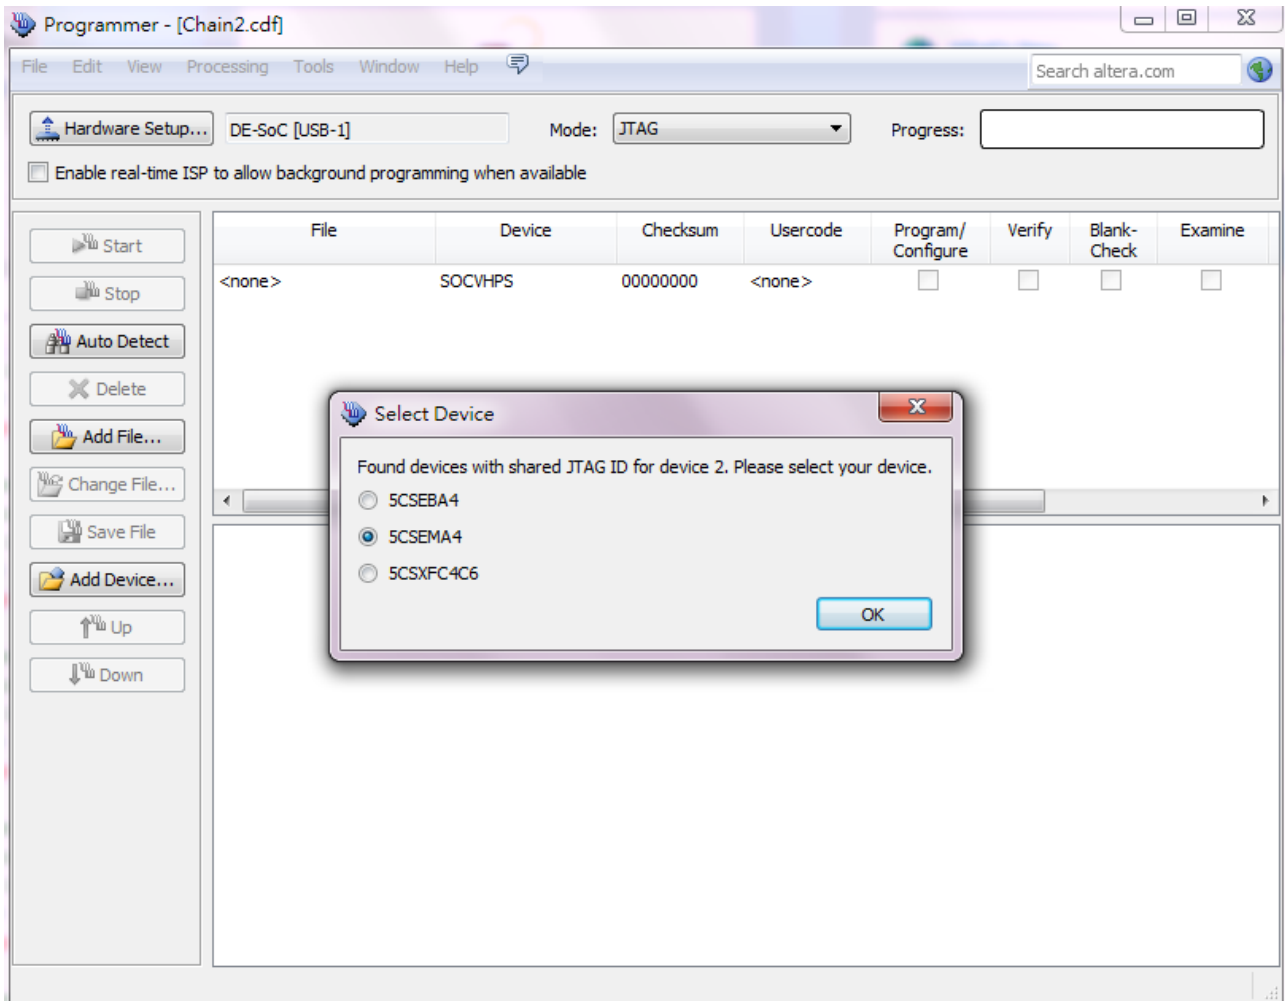 Programmer - [Chain2.cdf]
File Edit View Processing Tools Window Help
Search altera.com
Hardware Setup... DE-SoC [USB-1] Mode: JTAG Progress:
Enable real-time ISP to allow background programming when available
File Device Checksum Usercode Program/ Verify Blank- Examine
Configure Check
<none> SOCVHPS 00000000 <none>
Start
Stop
Auto Detect
Delete
Add File...
Change File...
Save File
Add Device...
Up
Down
Select Device
Found devices with shared JTAG ID for device 2. Please select your device.
5CSEBA4
5CSEMA4
5CSXFC4C6
OK